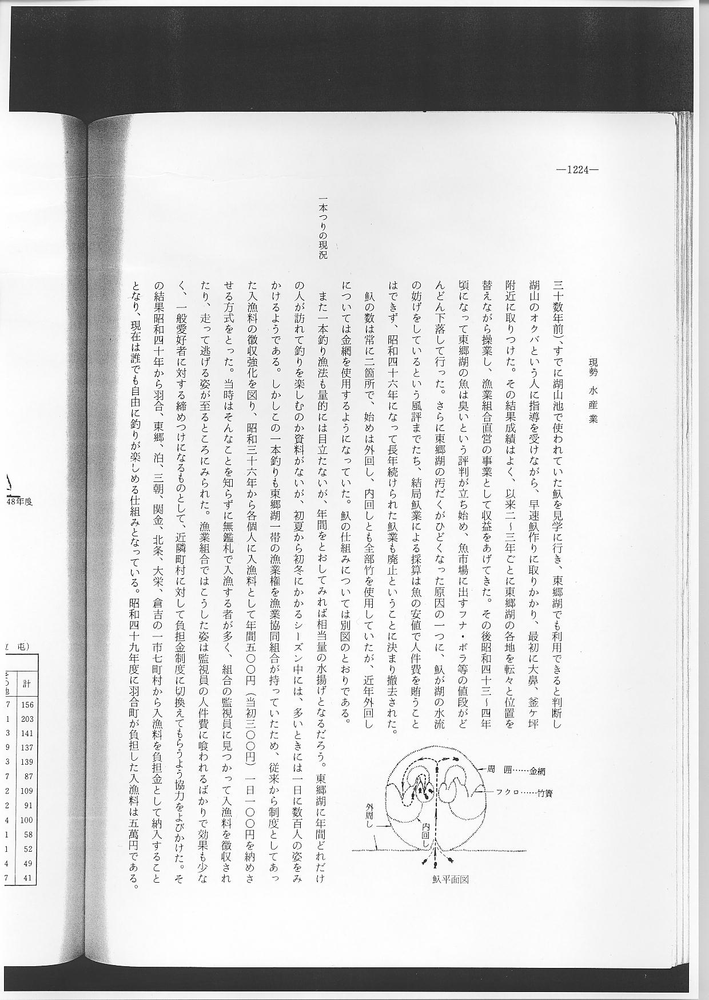 ―1224―
現勢　水産業
三十数年前)、すでに湖山池で使われていた魞を見学に行き、東郷湖でも利用できると判断し
湖山のオクバという人に指導を受けながら、早速魞作りに取りかかり、最初に大鼻、釜ケ坪
附近に取りつけた。その結果成績はよく、以来二〜三年ごとに東郷湖の各地を転々と位置を
替えながら操業し、漁業組合直営の事業として収益をあげてきた。その後昭和四十三〜四年
頃になって東郷湖の魚は臭いという評判が立ち始め、魚市場に出すフナ・ボラ等の値段がど
んどん下落して行った。さらに東郷湖の汚だくがひどくなった原因の一つに、魞が湖の水流
の妨げをしているという風評までたち、結局魞業による採算は魚の安値で人件費を賄うこと
はできず、昭和四十六年になって長年続けられた魞業も廃止ということに決まり撤去された。
魞の数は常に二箇所で、始めは外回し、内回しとも全部竹を使用していたが、近年外回し
については金網を使用するようになっていた。魞の仕組みについては別図のとおりである。
周　囲……金網
フクロ……竹簀
外周し
内回し
魞平面図
一本つりの現況
また一本釣り漁法も量的には目立たないが、年間をとおしてみれば相当量の水揚げとなるだろう。東郷湖に年間どれだけ
の人が訪れて釣りを楽しむのか資料がないが、初夏から初冬にかかるシーズン中には、多いときには一日に数百人の姿をみ
かけるようである。しかしこの一本釣りも東郷湖一帯の漁業権を漁業協同組合が持っていたため、従来から制度としてあっ
た入漁料の徴収強化を図り、昭和三十六年から各個人に入漁料として年間五〇〇円（当初三〇〇円）一日一〇〇円を納めさ
せる方式をとった。当時はそんなことを知らずに無鑑札で入漁する者が多く、組合の監視員に見つかって入漁料を徴収され
たり、走って逃げる姿が至るところにみられた。漁業組合ではこうした姿は監視員の人件費に喰われるばかりで効果も少な
く、一般愛好者に対する締めつけになるものとして、近隣町村に対して負担金制度に切換えてもらうよう協力をよびかけた。そ
の結果昭和四十年から羽合、東郷、泊、三朝、関金、北条、大栄、倉吉の一市七町村から入漁料を負担金として納入すること
となり、現在は誰でも自由に釣りが楽しめる仕組みとなっている。昭和四十九年度に羽合町が負担した入漁料は五萬円である。
48年度
屯）
計
7 156
1 203
3 141
9 137
3 139
7 87
2 109
2 91
4 100
1 58
1 52
4 49
7 41